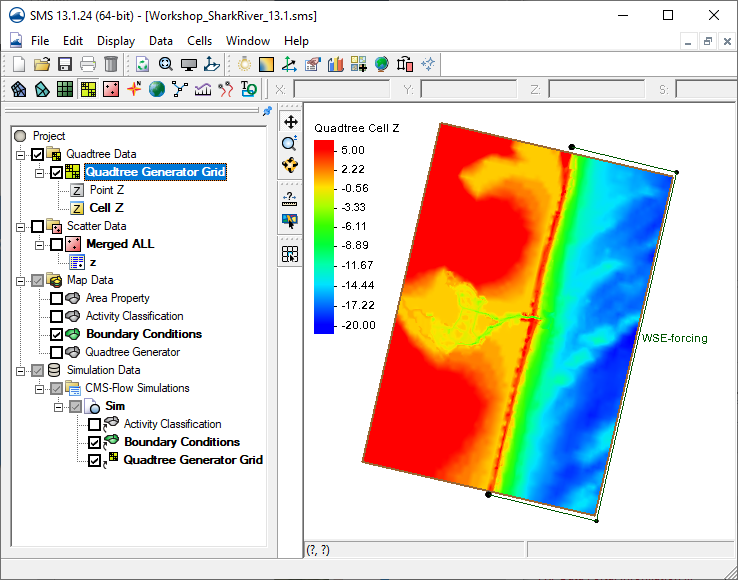 SMS 13.1.24 (64-bit) - [Workshop_SharkRiver_13.1.sms]
File Edit Display Data Cells Window Help
X: Y: Z: S:
Project
Quadtree Data
Quadtree Generator Grid
Point Z
Cell Z
Scatter Data
Merged ALL
z
Map Data
Area Property
Activity Classification
Boundary Conditions
Quadtree Generator
Simulation Data
CMS-Flow Simulations
Sim
Activity Classification
Boundary Conditions
Quadtree Generator Grid
Quadtree Cell Z
5.00
2.22
-0.56
-3.33
-6.11
-8.89
-11.67
-14.44
-17.22
-20.00
WSE-forcing
(?, ?)